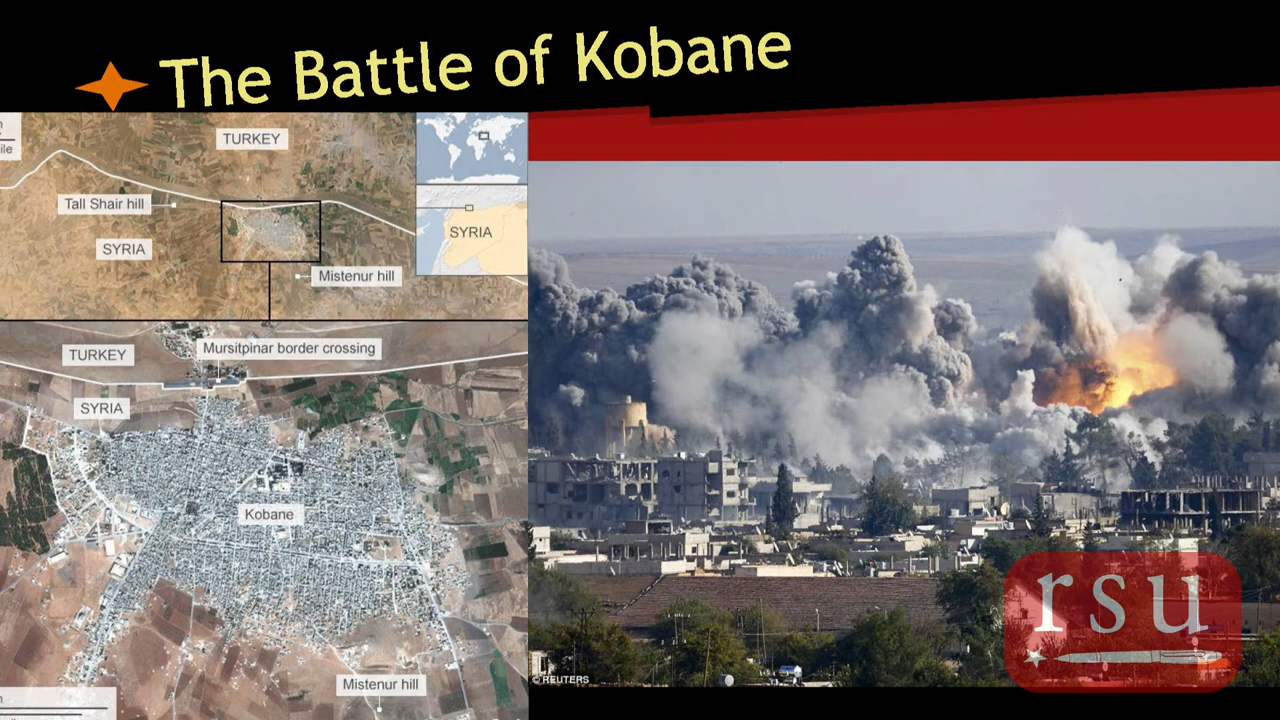 The Battle of Kobane
TURKEY
Tall Shair hill
SYRIA
SYRIA
Mistenur hill
TURKEY
Mursitpinar border crossing
SYRIA
Kobane
Mistenur hill
© REUTERS
rsu